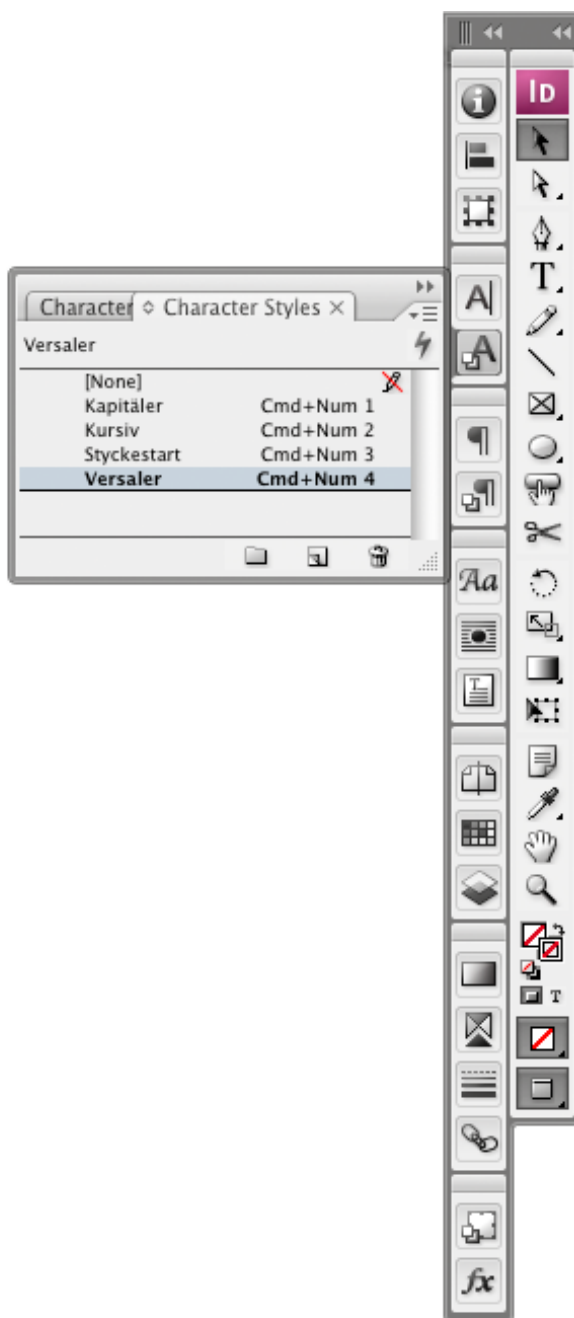 ID
Character
Character Styles
Versaler
[None]
Kapitäler Cmd+Num 1
Kursiv Cmd+Num 2
Styckestart Cmd+Num 3
Versaler Cmd+Num 4
A
A
T
Aa
T
T
fx